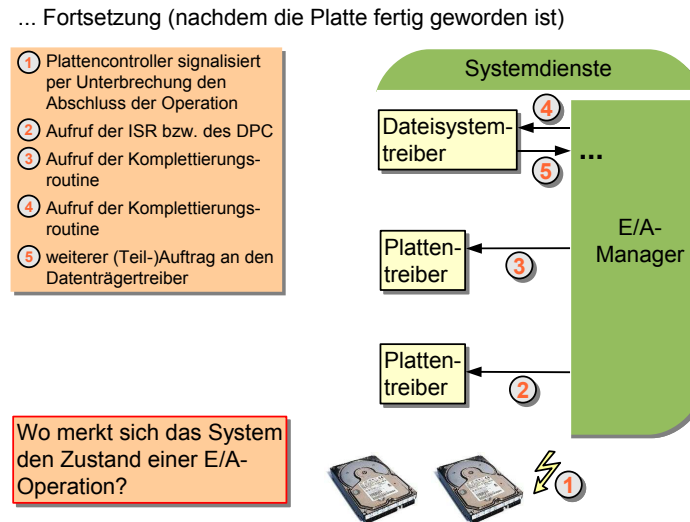 ... Fortsetzung (nachdem die Platte fertig geworden ist)
1 Plattencontroller signalisiert
per Unterbrechung den
Abschluss der Operation
2 Aufruf der ISR bzw. des DPC
3 Aufruf der Komplettierungs-
routine
4 Aufruf der Komplettierungs-
routine
5 weiterer (Teil-)Auftrag an den
Datenträgertreiber
Systemdienste
4
Dateisystem-
treiber
5
...
E/A-
Manager
Platten-
treiber
3
Platten-
treiber
2
Wo merkt sich das System
den Zustand einer E/A-
Operation?
1